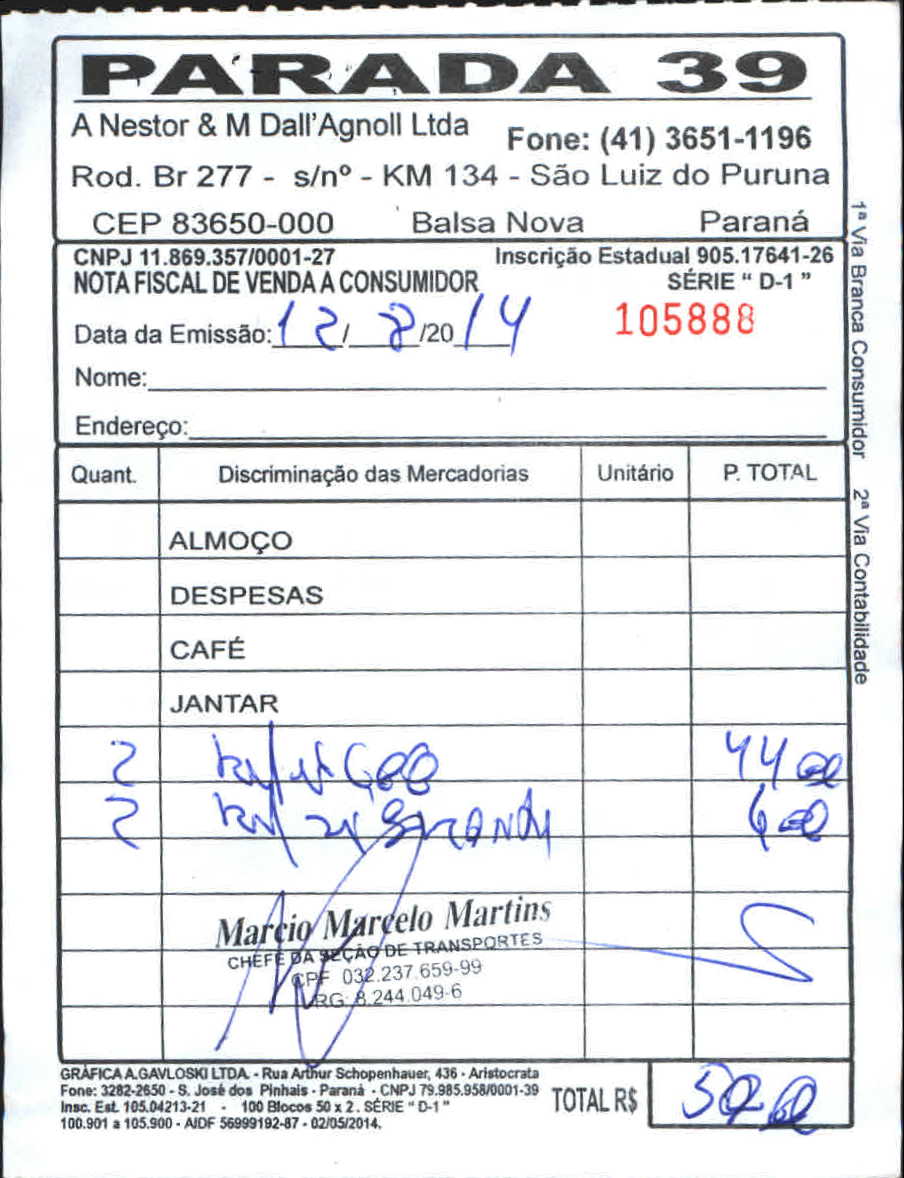 PARADA 39
A Nestor & M Dall'Agnoll Ltda Fone: (41) 3651-1196
Rod. Br 277 - s/nº - KM 134 - São Luiz do Puruna
CEP 83650-000 Balsa Nova Paraná
CNPJ 11.869.357/0001-27 Inscrição Estadual 905.17641-26
NOTA FISCAL DE VENDA A CONSUMIDOR SÉRIE " D-1 "
Data da Emissão: 12/ 8/20 14 105888
Nome:
Endereço:
Quant. Discriminação das Mercadorias Unitário P. TOTAL
ALMOÇO
DESPESAS
CAFÉ
JANTAR
2 44 00
2 6 00
Marcio Marcelo Martins
CHEFE DA SEÇÃO DE TRANSPORTES
CPF 032.237.659-99
RG: 8.244.049-6
GRÁFICA A.GAVLOSKI LTDA. - Rua Arthur Schopenhauer, 436 - Aristocrata
Fone: 3282-2650 - S. José dos Pinhais - Paraná - CNPJ 79.985.958/0001-39
Insc. Est. 105.04213-21 - 100 Blocos 50 x 2. SÉRIE " D-1 "
100.901 a 105.900 - AIDF 56999192-87 - 02/05/2014.
TOTAL R$ 50 00
1ª Via Branca Consumidor 2ª Via Contabilidade